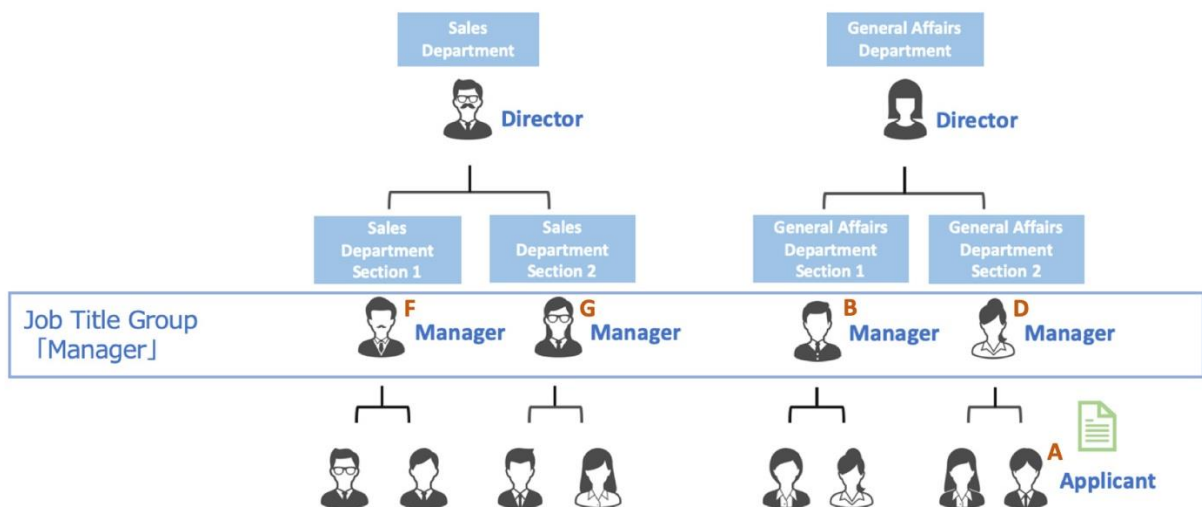 Sales
Department
General Affairs
Department
Director
Director
Sales
Department
Section 1
Sales
Department
Section 2
General Affairs
Department
Section 1
General Affairs
Department
Section 2
Job Title Group
「Manager」
F
Manager
G
Manager
B
Manager
D
Manager
A
Applicant